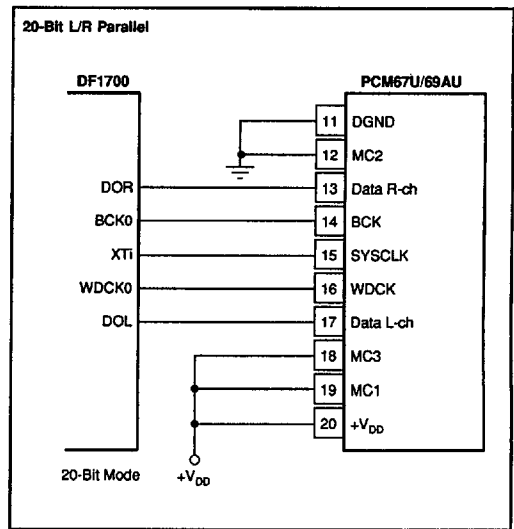 20-Bit L/R Parallel
DF1700 PCM67U/69AU
11 DGND
12 MC2
DOR 13 Data R-ch
BCK0 14 BCK
XTi 15 SYSCLK
WDCK0 16 WDCK
DOL 17 Data L-ch
18 MC3
19 MC1
20 +VDD
20-Bit Mode +VDD